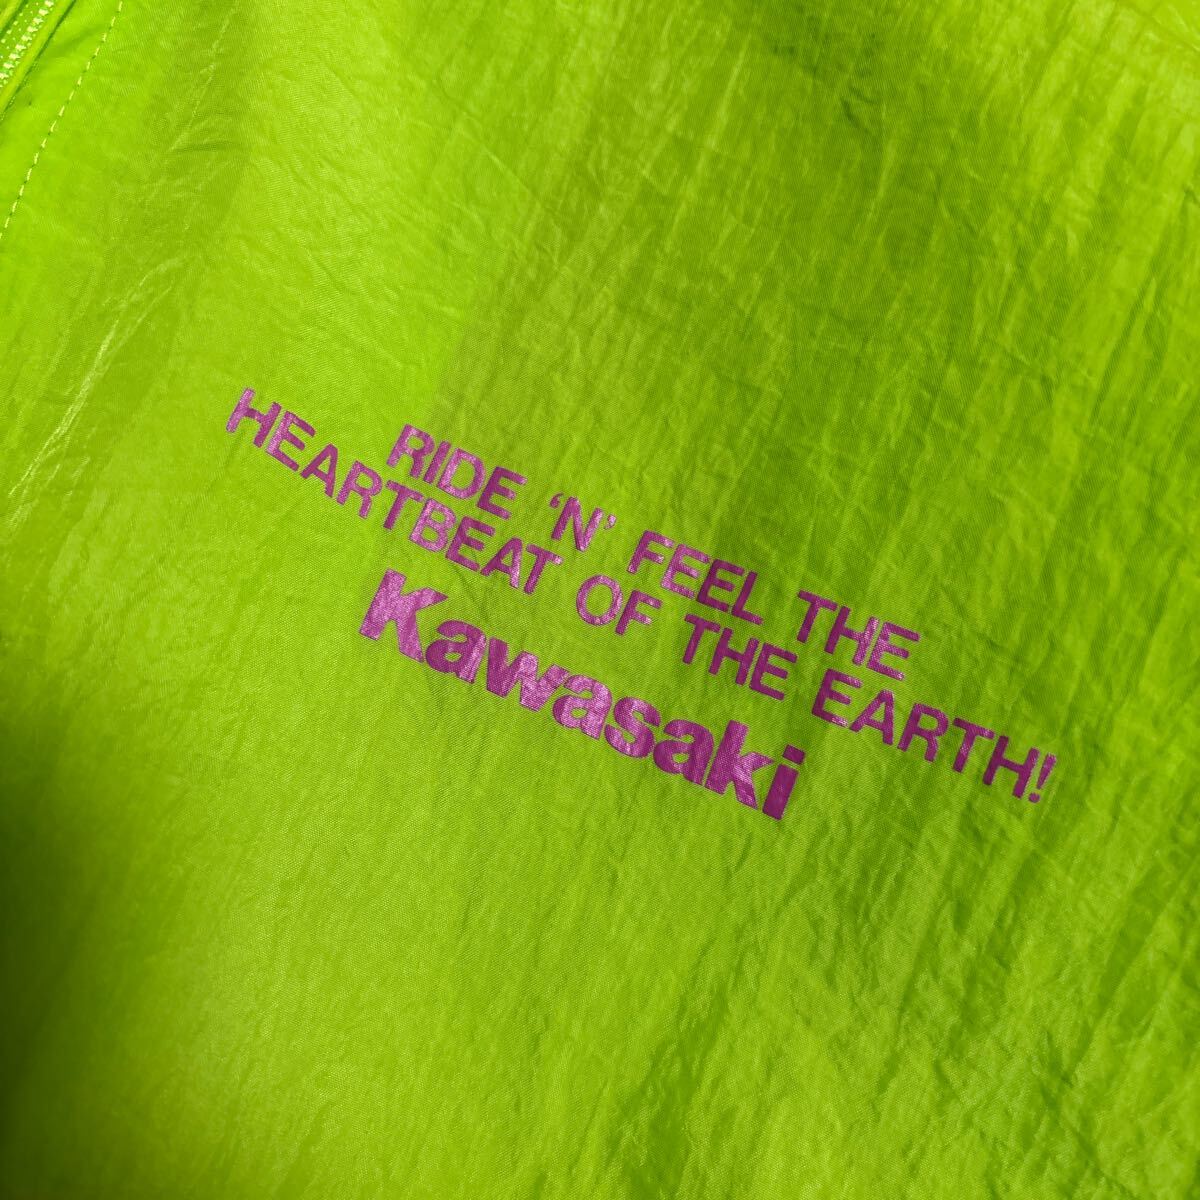 RIDE ‘N’ FEEL THE
HEARTBEAT OF THE EARTH!
Kawasaki